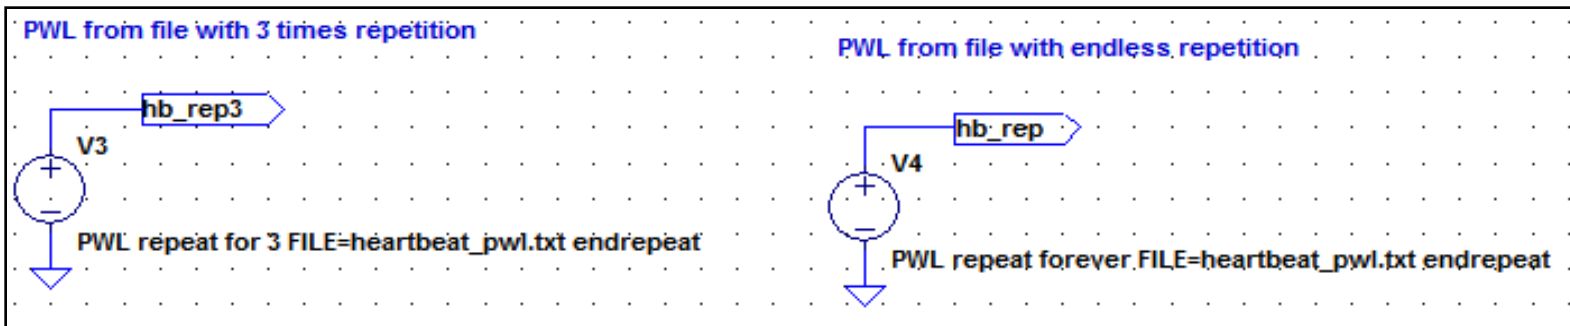 PWL from file with 3 times repetition
hb_rep3
V3
PWL repeat for 3 FILE=heartbeat_pwl.txt endrepeat
PWL from file with endless repetition
hb_rep
V4
PWL repeat forever FILE=heartbeat_pwl.txt endrepeat